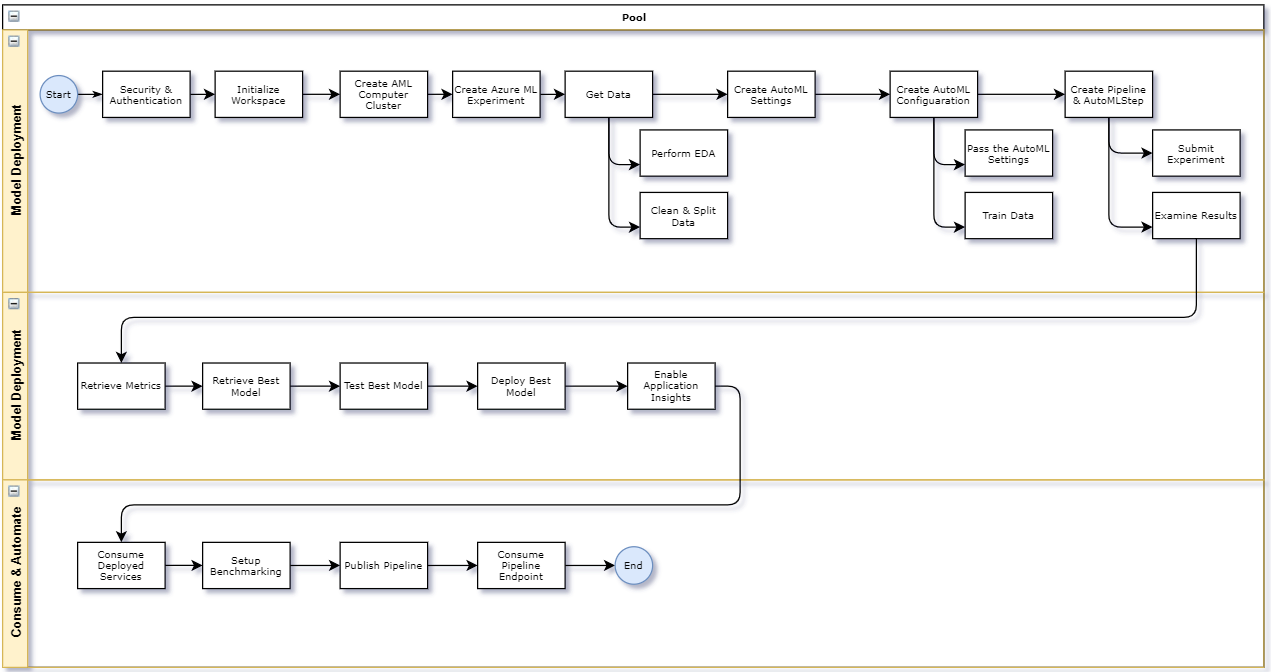 Pool
Model Deployment
Start
Security &
Authentication
Initialize
Workspace
Create AML
Computer
Cluster
Create Azure ML
Experiment
Get Data
Create AutoML
Settings
Create AutoML
Configuaration
Create Pipeline
& AutoMLStep
Perform EDA
Clean & Split
Data
Pass the AutoML
Settings
Train Data
Submit
Experiment
Examine Results
Model Deployment
Retrieve Metrics
Retrieve Best
Model
Test Best Model
Deploy Best
Model
Enable
Application
Insights
Consume & Automate
Consume
Deployed
Services
Setup
Benchmarking
Publish Pipeline
Consume
Pipeline
Endpoint
End